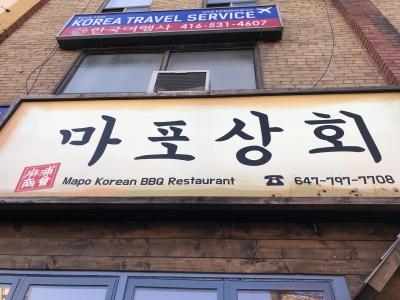 KOREA TRAVEL SERVICE
한국여행사 416-531-4607
마포상회
麻浦商會
Mapo Korean BBQ Restaurant ☎ 647-797-7708